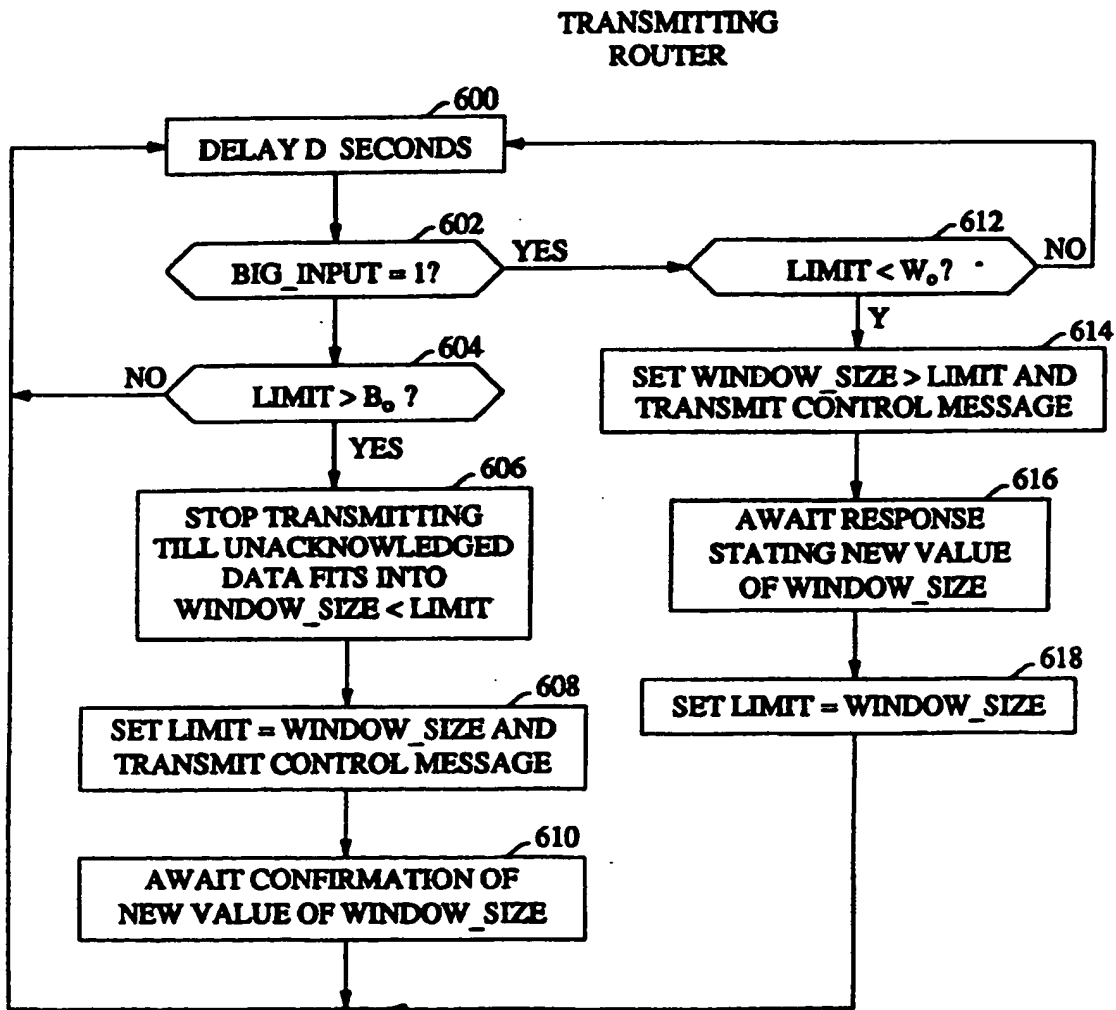 TRANSMITTING
ROUTER
600
DELAY D SECONDS
602
BIG_INPUT = 1?
YES
612
LIMIT < Wo?
NO
604
NO
LIMIT > Bo ?
YES
Y
614
SET WINDOW_SIZE > LIMIT AND
TRANSMIT CONTROL MESSAGE
606
STOP TRANSMITTING
TILL UNACKNOWLEDGED
DATA FITS INTO
WINDOW_SIZE < LIMIT
616
AWAIT RESPONSE
STATING NEW VALUE
OF WINDOW_SIZE
608
SET LIMIT = WINDOW_SIZE AND
TRANSMIT CONTROL MESSAGE
618
SET LIMIT = WINDOW_SIZE
610
AWAIT CONFIRMATION OF
NEW VALUE OF WINDOW_SIZE